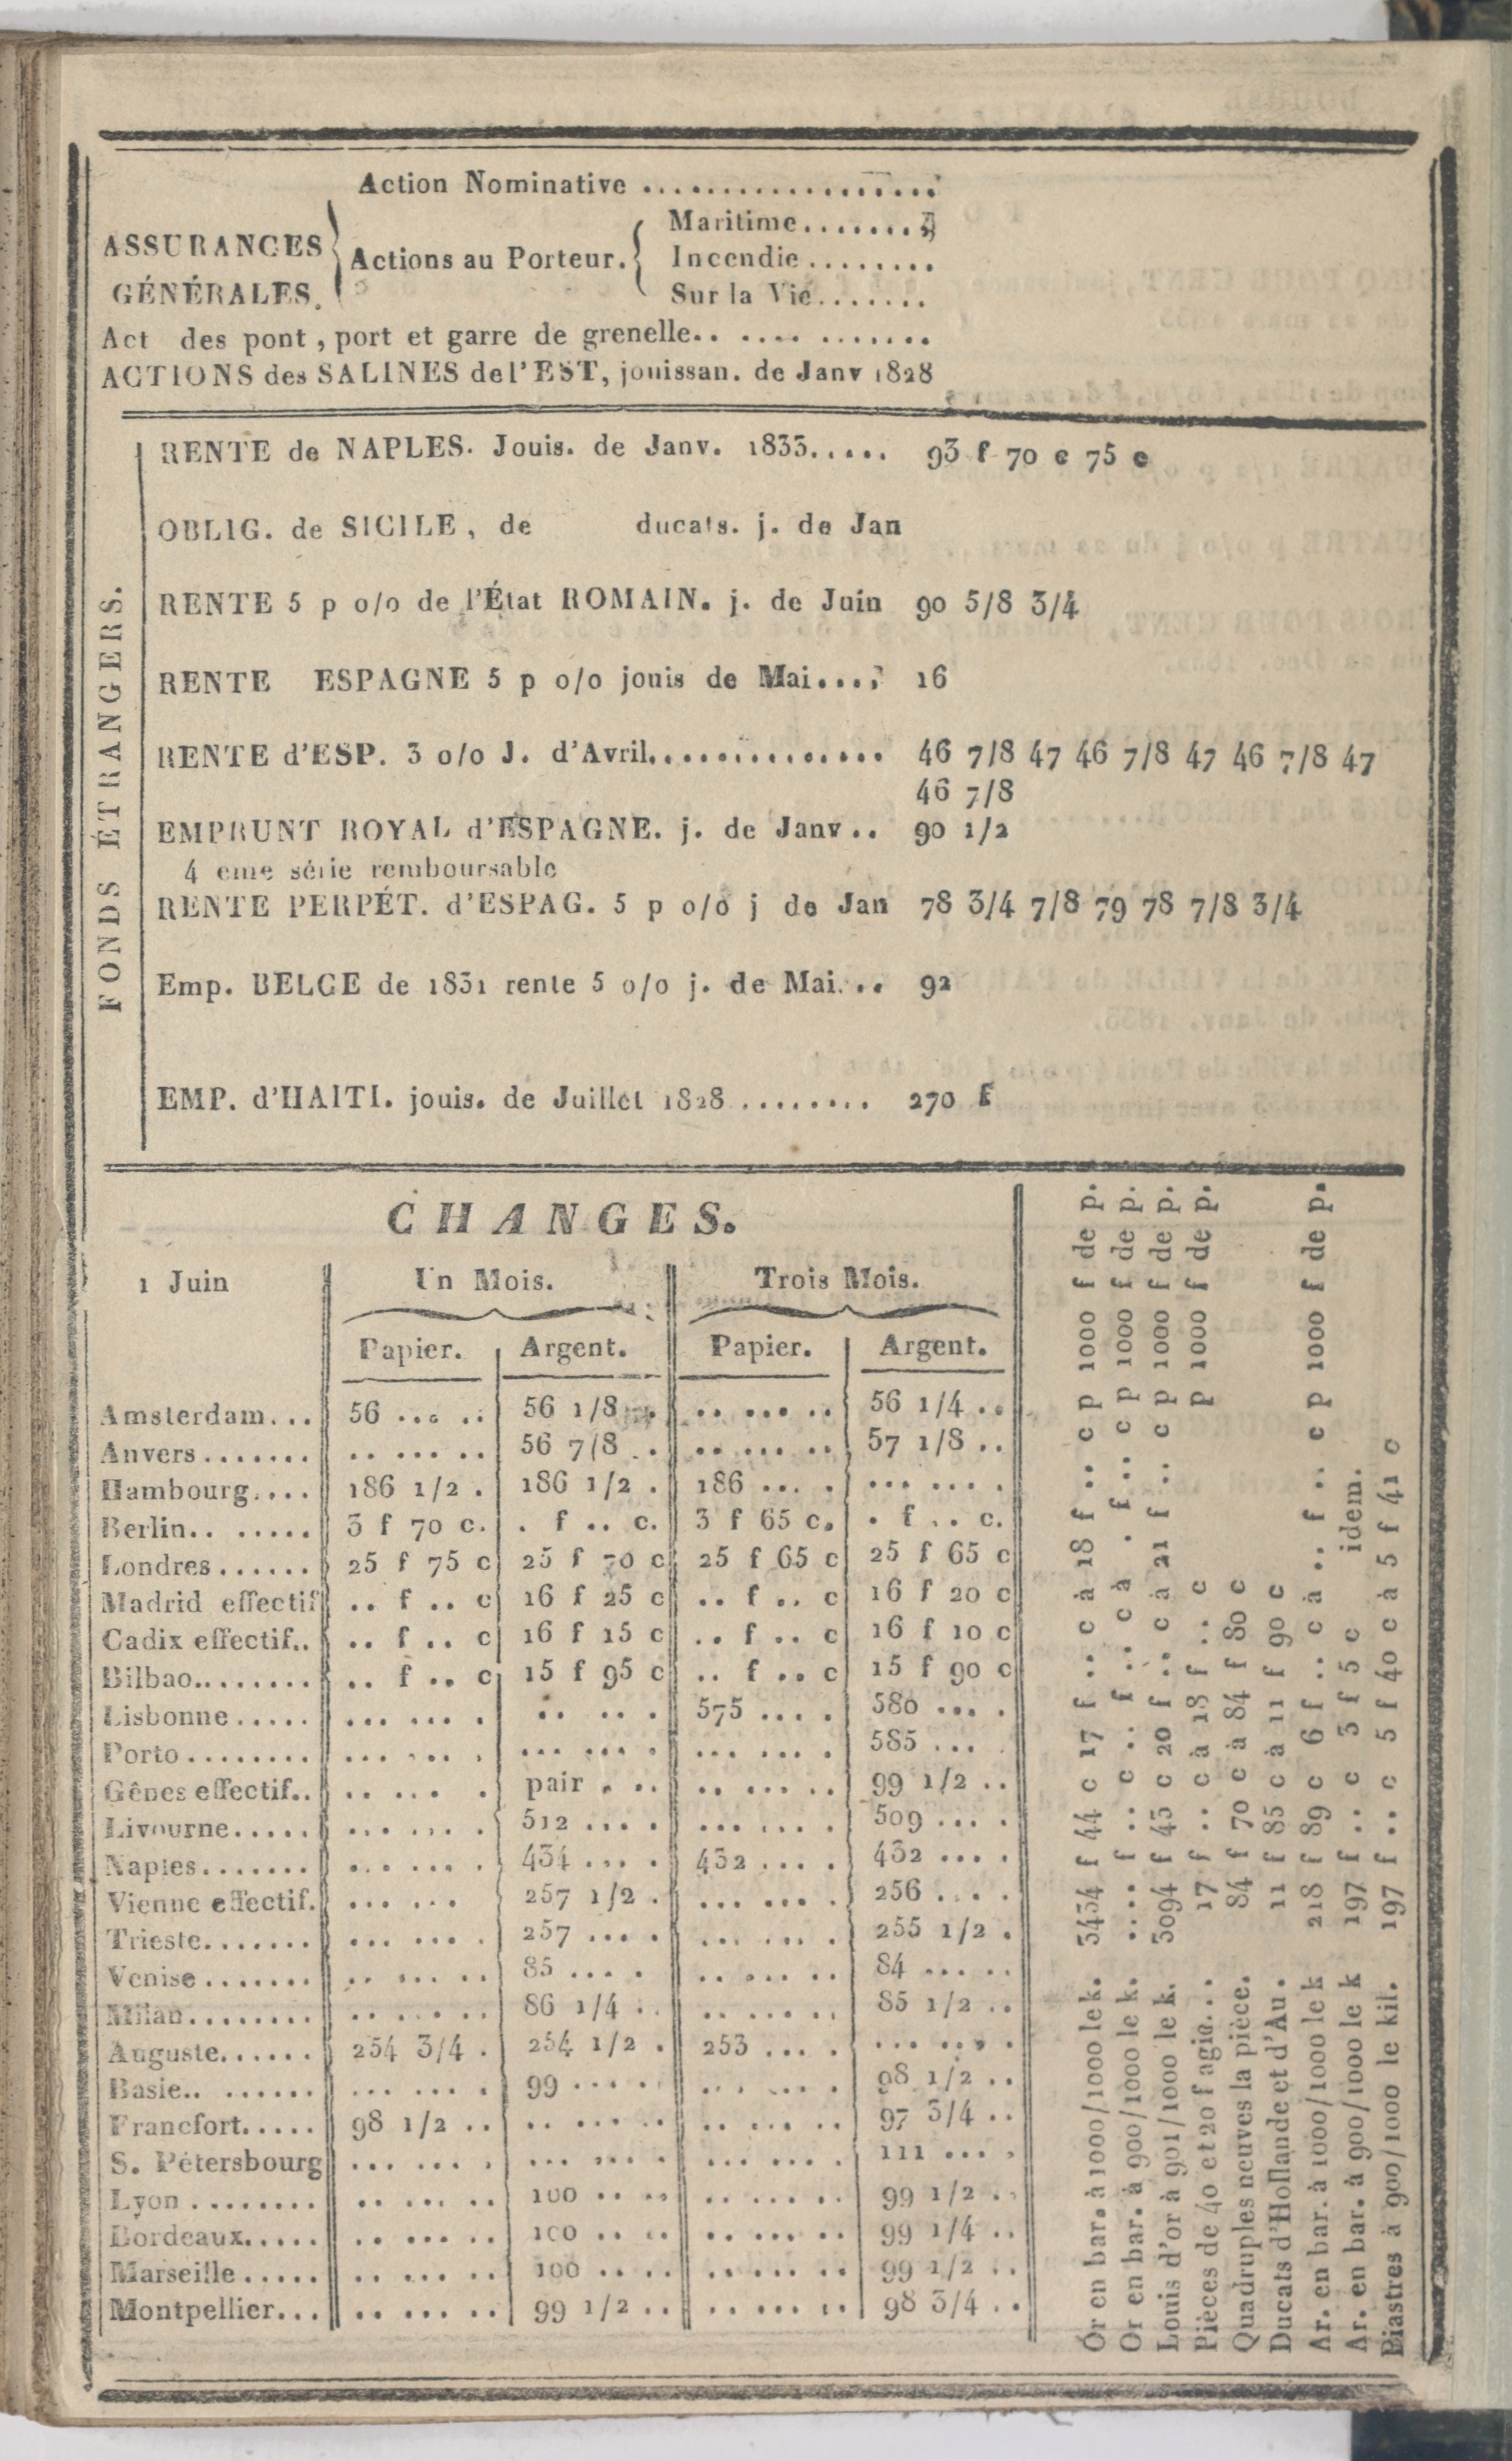 Action Nominative ...................
ASSURANCES GÉNÉRALES.
Actions au Porteur.
Maritime........
Incendie ........
Sur la Vie.......
Act des pont, port et garre de grenelle.. .... .......
ACTIONS des SALINES de l'EST, jouissan. de Janv 1828
FONDS ÉTRANGERS.
RENTE de NAPLES. Jouis. de Janv. 1833..... 93 f 70 c 75 c
OBLIG. de SICILE, de ducats. j. de Jan
RENTE 5 p o/o de l'État ROMAIN. j. de Juin 90 5/8 3/4
RENTE ESPAGNE 5 p o/o jouis de Mai.... 16
RENTE d'ESP. 3 o/o J. d'Avril.............. 46 7/8 47 46 7/8 47 46 7/8 47
46 7/8
EMPRUNT ROYAL d'ESPAGNE. j. de Janv.. 90 1/2
4 eme série remboursable
RENTE PERPÉT. d'ESPAG. 5 p o/o j de Jan 78 3/4 7/8 79 78 7/8 3/4
Emp. BELGE de 1831 rente 5 o/o j. de Mai... 92
EMP. d'HAITI. jouis. de Juillet 1828 ......... 270 f
CHANGES.
1 Juin Un Mois. Trois Mois.
Papier. Argent. Papier. Argent.
Amsterdam... 56 ... .. 56 1/8 .. .. ... .. 56 1/4 ..
Anvers ....... .. ... .. 56 7/8 .. .. ... .. 57 1/8 ..
Hambourg.... 186 1/2 . 186 1/2 . 186 ... . ... ... .
Berlin.. ..... 3 f 70 c. . f .. c. 3 f 65 c. . f .. c.
Londres ...... 25 f 75 c 25 f 70 c 25 f 65 c 25 f 65 c
Madrid effectif .. f .. c 16 f 25 c .. f .. c 16 f 20 c
Cadix effectif.. .. f .. c 16 f 15 c .. f .. c 16 f 10 c
Bilbao........ .. f .. c 15 f 95 c .. f .. c 15 f 90 c
Lisbonne ..... ... ... . .. .. . 575 .... . 580 ... .
Porto ........ ... ... . ... ... . ... ... . 585 ...
Gênes effectif.. .. ... . pair . .. .. ... .. 99 1/2 ..
Livourne..... ... ... . 512 ... . ... ... . 509 ... .
Naples....... ... ... . 434 ... . 432 ... . 432 ... .
Vienne effectif. ... ... 257 1/2 . ... ... . 256 ... .
Trieste....... ... ... . 257 ... . ... ... . 255 1/2 .
Venise ....... .. ... .. 85 ... . .. ... .. 84 ... ..
Milan........ .. ... .. 86 1/4 .. .. ... .. 85 1/2 ..
Auguste...... 254 3/4 . 254 1/2 . 253 ... . ... ... .
Basle.. ...... ... ... . 99 ... .. ... ... . 98 1/2 ..
Francfort..... 98 1/2 .. .. ... .. .. ... .. 97 3/4 ..
S. Pétersbourg ... ... . ... ... . ... ... . 111 ... .
Lyon ........ .. ... .. 100 .. .. .. ... .. 99 1/2 ..
Bordeaux..... .. ... .. 100 .. .. .. ... .. 99 1/4 ..
Marseille ..... .. ... .. 100 .. .. .. ... .. 99 1/2 ..
Montpellier... .. ... .. 99 1/2 .. .. ... .. 98 3/4 ..
Or en bar. à 1000/1000 le k. 3434 f 44 c 17 f .. c à 18 f .. c p 1000 f de p.
Or en bar. à 900/1000 le k. .... f .. c .. f .. c à . f .. c p 1000 f de p.
Louis d'or à 901/1000 le k. 3094 f 43 c 20 f .. c à 21 f .. c p 1000 f de p.
Pièces de 40 et 20 f agio... 17 f .. c à 18 f .. c p 1000 f de p.
Quadruples neuves la pièce. 84 f 70 c à 84 f 80 c
Ducats d'Hollande et d'Au. 11 f 85 c à 11 f 90 c
Ar. en bar. à 1000/1000 le k 218 f 89 c 6 f .. c à .. f .. c p 1000 f de p.
Ar. en bar. à 900/1000 le k 197 f .. c 3 f 5 c idem.
Piastres à 900/1000 le kil. 197 f .. c 5 f 40 c à 5 f 41 c